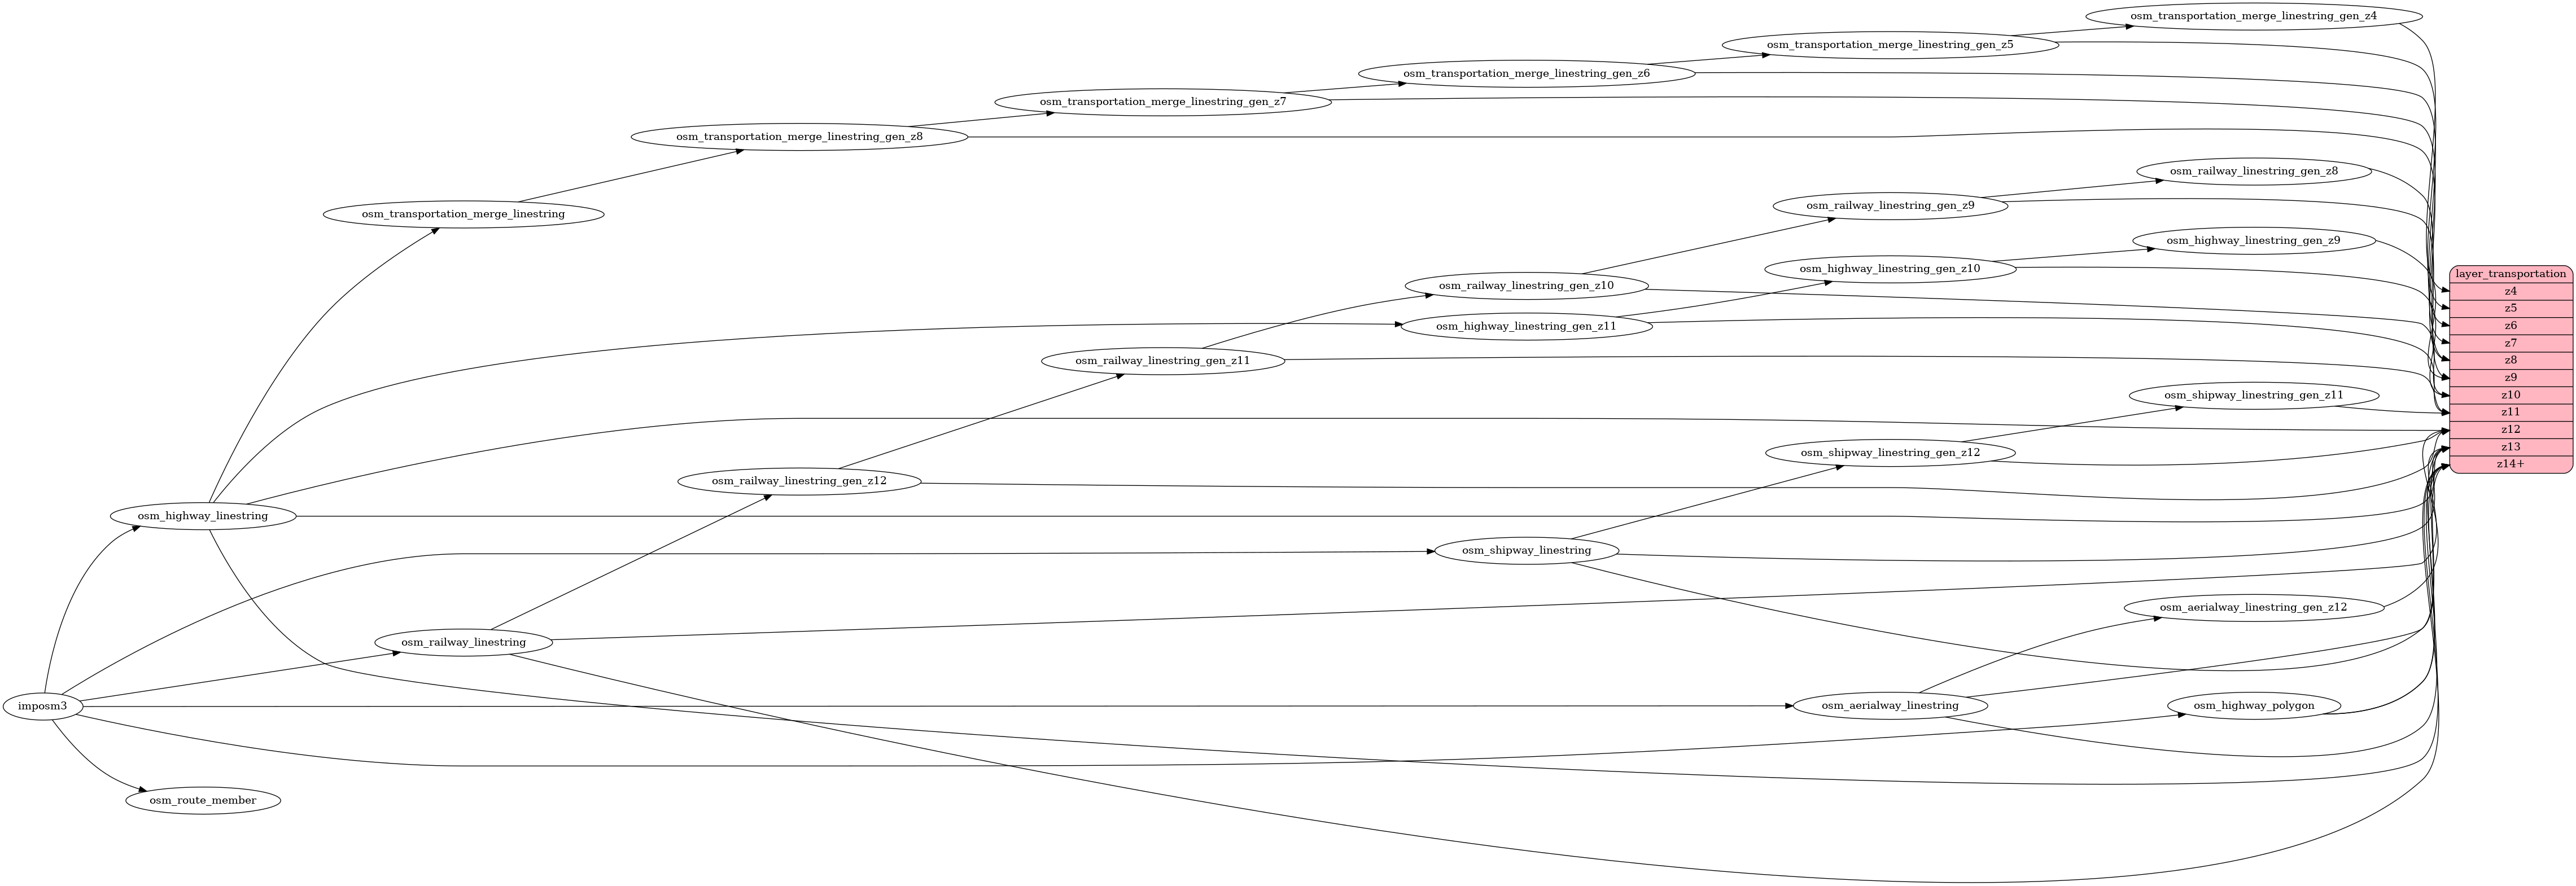 osm_transportation_merge_linestring_gen_z4
osm_transportation_merge_linestring_gen_z5
osm_transportation_merge_linestring_gen_z6
osm_transportation_merge_linestring_gen_z7
osm_transportation_merge_linestring_gen_z8
osm_railway_linestring_gen_z8
osm_railway_linestring_gen_z9
osm_transportation_merge_linestring
osm_highway_linestring_gen_z9
osm_highway_linestring_gen_z10
layer_transportation
z4
z5
z6
z7
z8
z9
z10
z11
z12
z13
z14+
osm_railway_linestring_gen_z10
osm_highway_linestring_gen_z11
osm_railway_linestring_gen_z11
osm_shipway_linestring_gen_z11
osm_shipway_linestring_gen_z12
osm_railway_linestring_gen_z12
osm_highway_linestring
osm_shipway_linestring
osm_aerialway_linestring_gen_z12
osm_railway_linestring
imposm3
osm_aerialway_linestring
osm_highway_polygon
osm_route_member